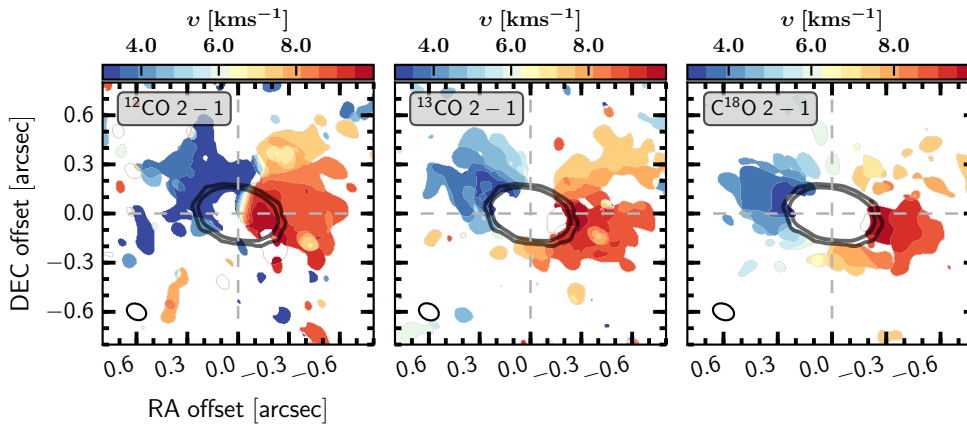 v [kms⁻¹] v [kms⁻¹] v [kms⁻¹]
4.0 6.0 8.0 4.0 6.0 8.0 4.0 6.0 8.0
¹²CO 2 − 1 ¹³CO 2 − 1 C¹⁸O 2 − 1
DEC offset [arcsec]
0.6
0.3
0.0
−0.3
−0.6
0.6 0.3 0.0 −0.3 −0.6 0.6 0.3 0.0 −0.3 −0.6 0.6 0.3 0.0 −0.3 −0.6
RA offset [arcsec]